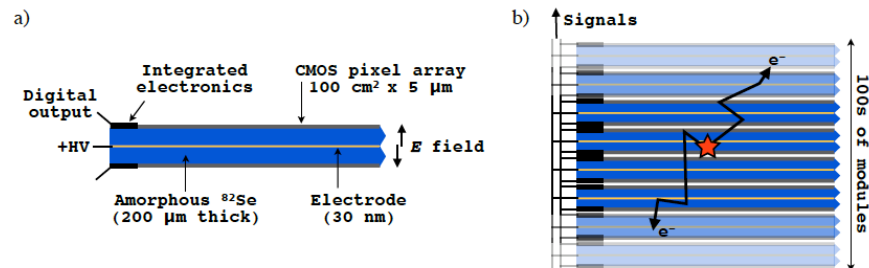 a)
Integrated
electronics
CMOS pixel array
100 cm² x 5 μm
Digital
output
+HV
E field
Amorphous ⁸²Se
(200 μm thick)
Electrode
(30 nm)
b)
Signals
e⁻
e⁻
100s of modules